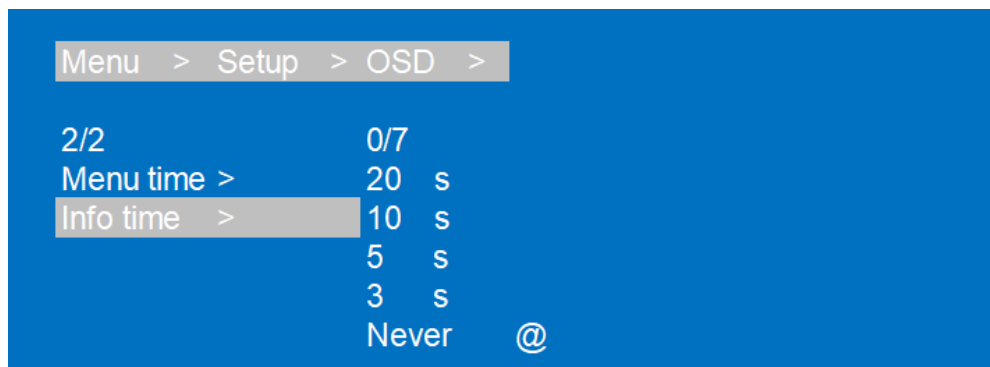 Menu > Setup > OSD >
2/2 0/7
Menu time > 20 s
Info time > 10 s
5 s
3 s
Never @